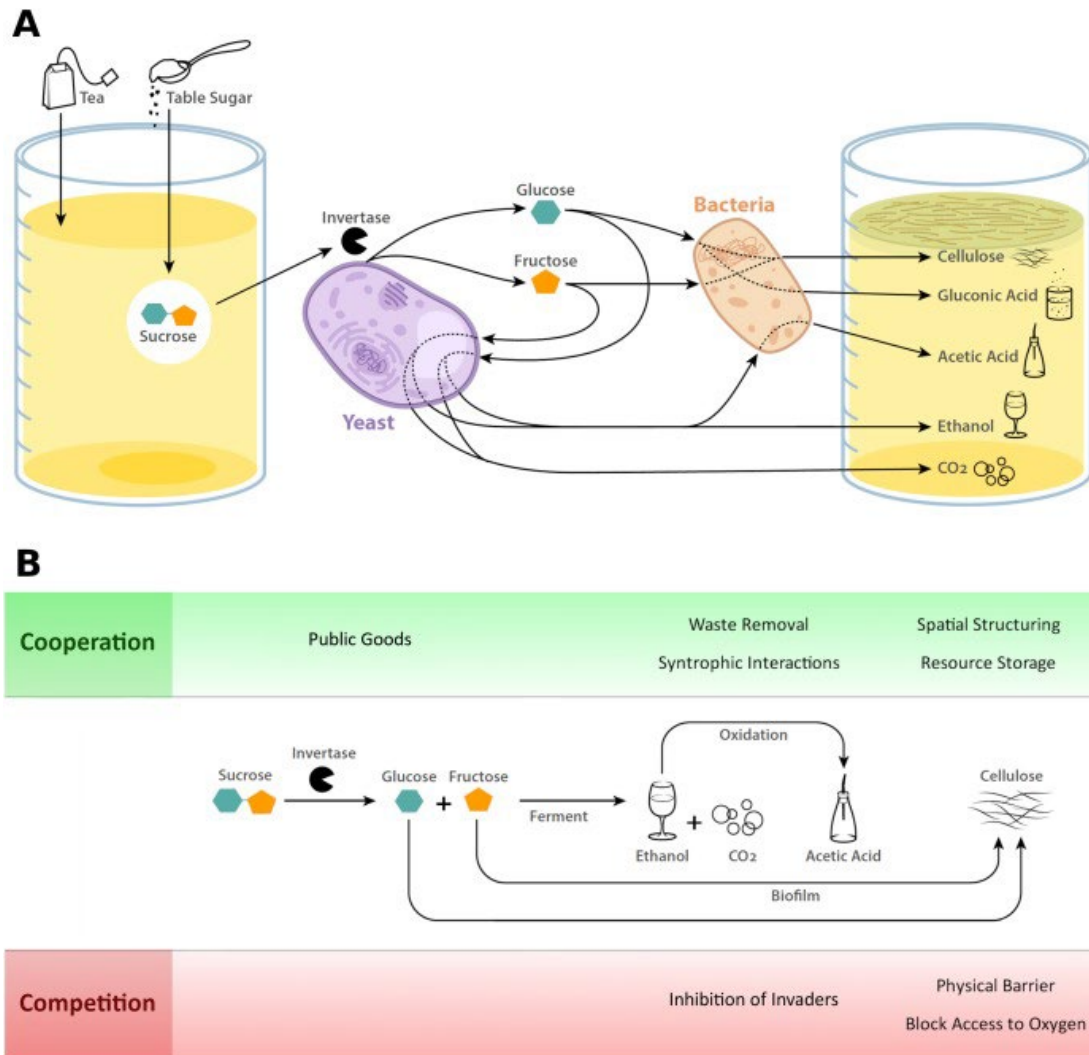 A
Tea
Table Sugar
Invertase
Glucose
Bacteria
Fructose
Cellulose
Gluconic Acid
Sucrose
Acetic Acid
Yeast
Ethanol
CO2
B
Cooperation
Public Goods
Waste Removal
Syntrophic Interactions
Spatial Structuring
Resource Storage
Oxidation
Invertase
Sucrose
Glucose
+
Fructose
Cellulose
Ferment
+
Ethanol
CO2
Acetic Acid
Biofilm
Competition
Inhibition of Invaders
Physical Barrier
Block Access to Oxygen